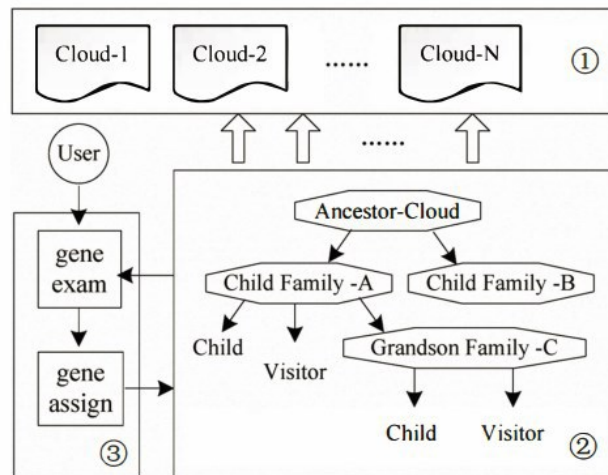 Cloud-1 Cloud-2 ...... Cloud-N ①
......
User
Ancestor-Cloud
gene
exam
Child Family -A Child Family -B
Child
Visitor
Grandson Family -C
gene
assign
Child Visitor
③ ②